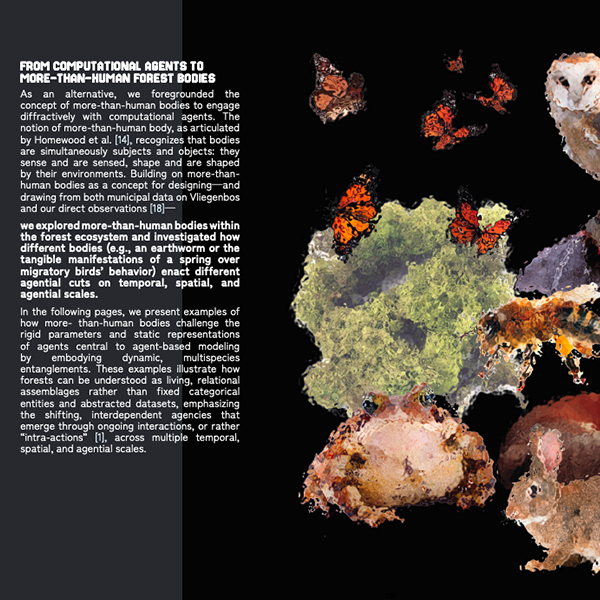 FROM COMPUTATIONAL AGENTS TO
MORE-THAN-HUMAN FOREST BODIES
As an alternative, we foregrounded the
concept of more-than-human bodies to engage
diffractively with computational agents. The
notion of more-than-human body, as articulated
by Homewood et al. [14], recognizes that bodies
are simultaneously subjects and objects: they
sense and are sensed, shape and are shaped
by their environments. Building on more-than-
human bodies as a concept for designing—and
drawing from both municipal data on Vliegenbos
and our direct observations [18]—
we explored more-than-human bodies within
the forest ecosystem and investigated how
different bodies (e.g., an earthworm or the
tangible manifestations of a spring over
migratory birds' behavior) enact different
agential cuts on temporal, spatial, and
agential scales.
In the following pages, we present examples of
how more- than-human bodies challenge the
rigid parameters and static representations
of agents central to agent-based modeling
by embodying dynamic, multispecies
entanglements. These examples illustrate how
forests can be understood as living, relational
assemblages rather than fixed categorical
entities and abstracted datasets, emphasizing
the shifting, interdependent agencies that
emerge through ongoing interactions, or rather
"intra-actions" [1], across multiple temporal,
spatial, and agential scales.